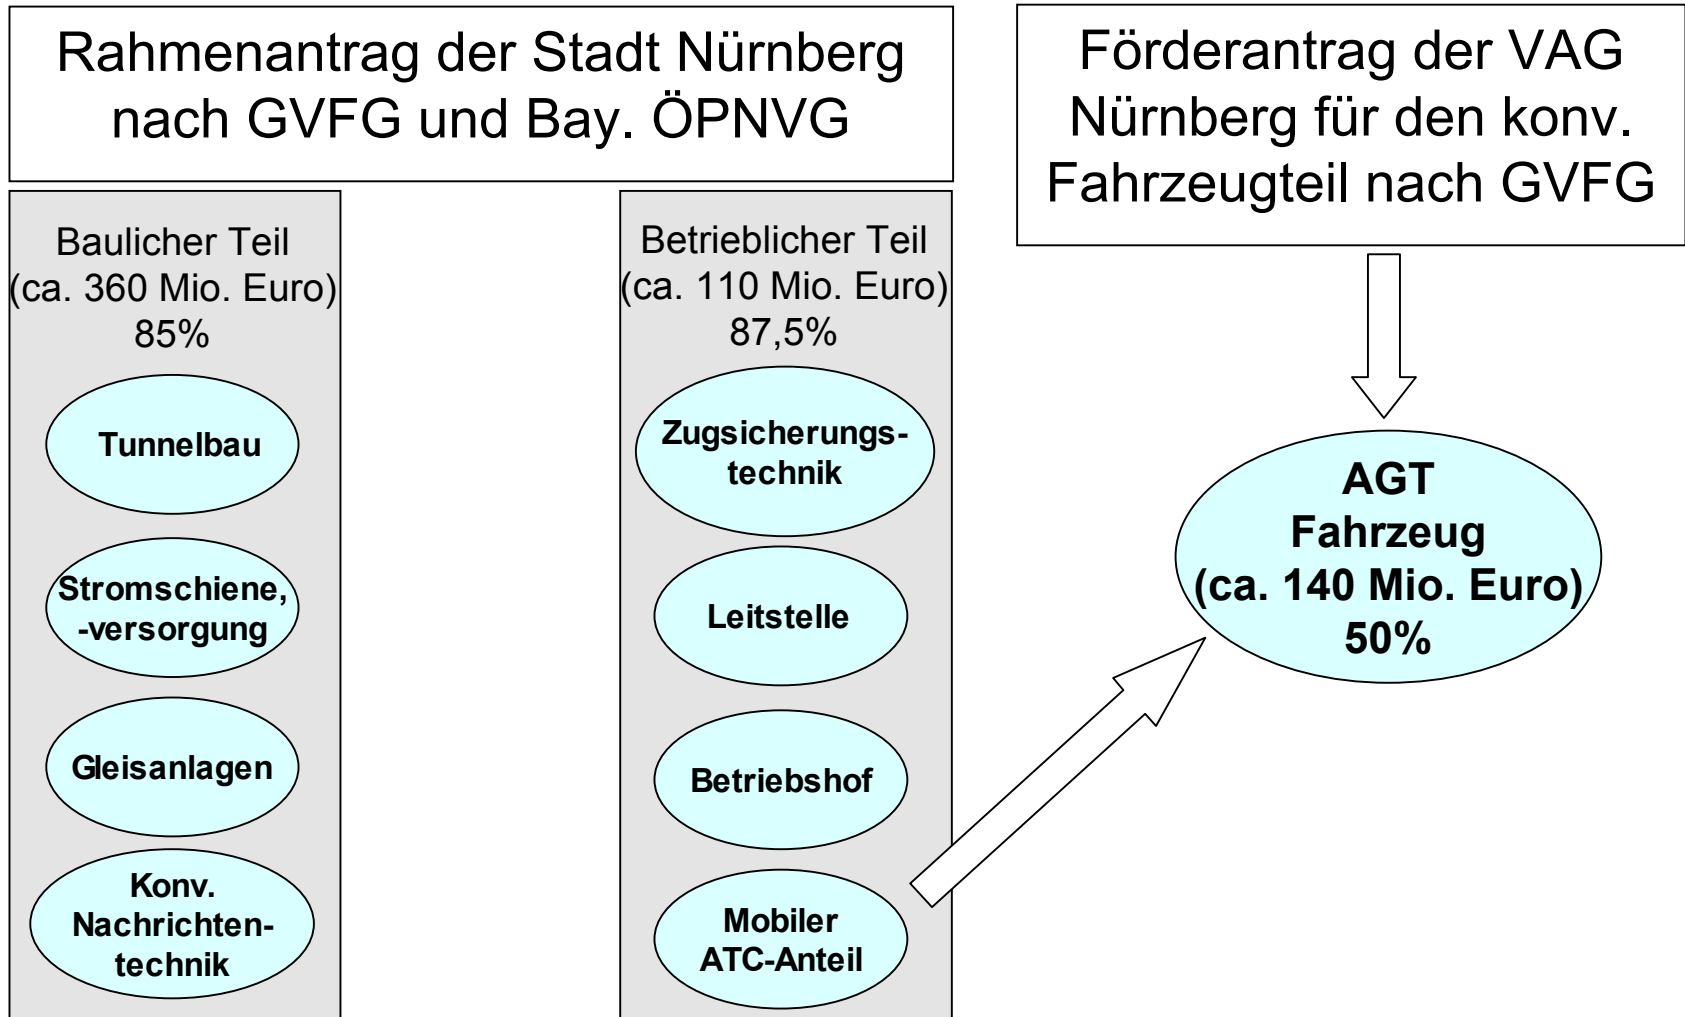 Rahmenantrag der Stadt Nürnberg
nach GVFG und Bay. ÖPNVG
Förderantrag der VAG
Nürnberg für den konv.
Fahrzeugteil nach GVFG
Baulicher Teil
(ca. 360 Mio. Euro)
85%
Tunnelbau
Stromschiene,
-versorgung
Gleisanlagen
Konv.
Nachrichten-
technik
Betrieblicher Teil
(ca. 110 Mio. Euro)
87,5%
Zugsicherungs-
technik
Leitstelle
Betriebshof
Mobiler
ATC-Anteil
AGT
Fahrzeug
(ca. 140 Mio. Euro)
50%